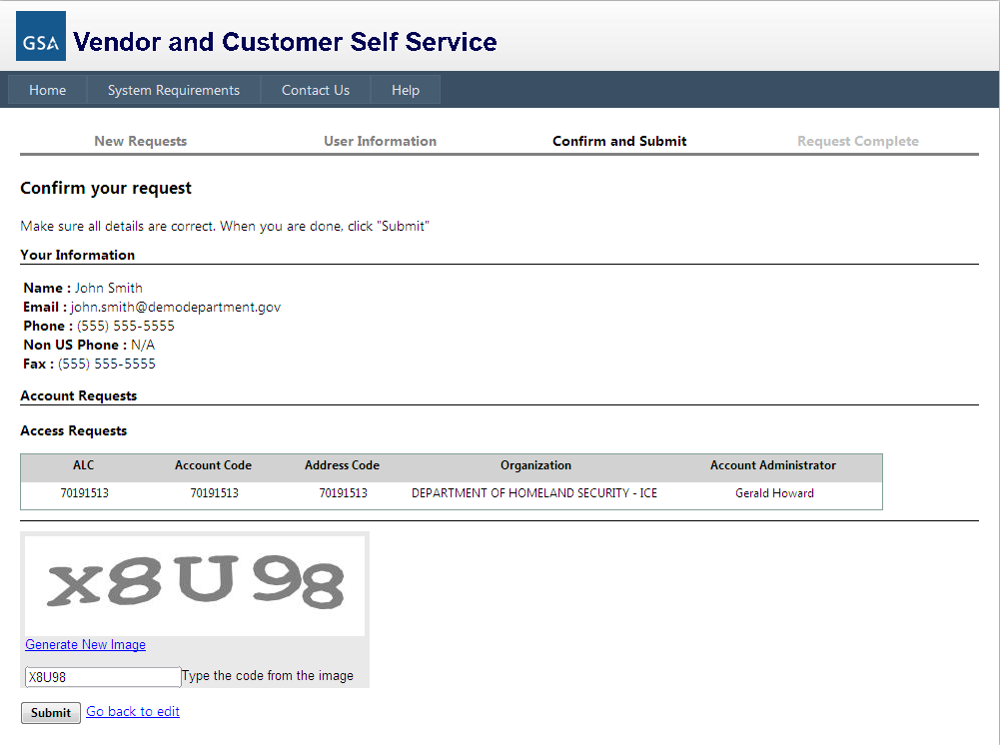 GSA Vendor and Customer Self Service
Home System Requirements Contact Us Help
New Requests User Information Confirm and Submit Request Complete
Confirm your request
Make sure all details are correct. When you are done, click "Submit"
Your Information
Name : John Smith
Email : john.smith@demodepartment.gov
Phone : (555) 555-5555
Non US Phone : N/A
Fax : (555) 555-5555
Account Requests
Access Requests
ALC Account Code Address Code Organization Account Administrator
70191513 70191513 70191513 DEPARTMENT OF HOMELAND SECURITY - ICE Gerald Howard
x8U98
Generate New Image
X8U98 Type the code from the image
Submit Go back to edit